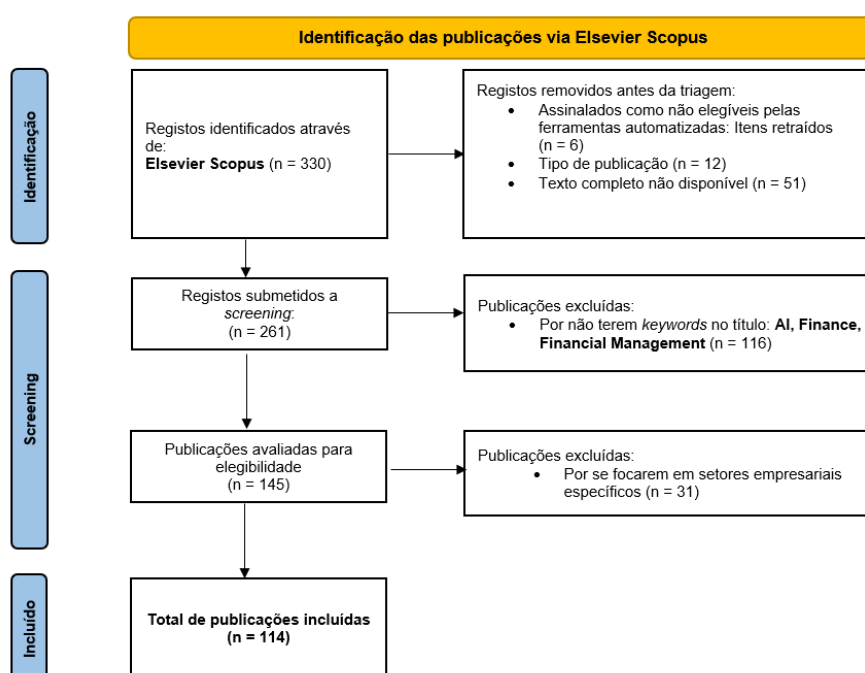 Identificação das publicações via Elsevier Scopus
Identificação
Registos identificados através
de:
Elsevier Scopus (n = 330)
Registos removidos antes da triagem:
• Assinalados como não elegíveis pelas
ferramentas automatizadas: Itens retraídos
(n = 6)
• Tipo de publicação (n = 12)
• Texto completo não disponível (n = 51)
Screening
Registos submetidos a
screening:
(n = 261)
Publicações excluídas:
• Por não terem keywords no título: AI, Finance,
Financial Management (n = 116)
Publicações avaliadas para
elegibilidade
(n = 145)
Publicações excluídas:
• Por se focarem em setores empresariais
específicos (n = 31)
Incluído
Total de publicações incluídas
(n = 114)